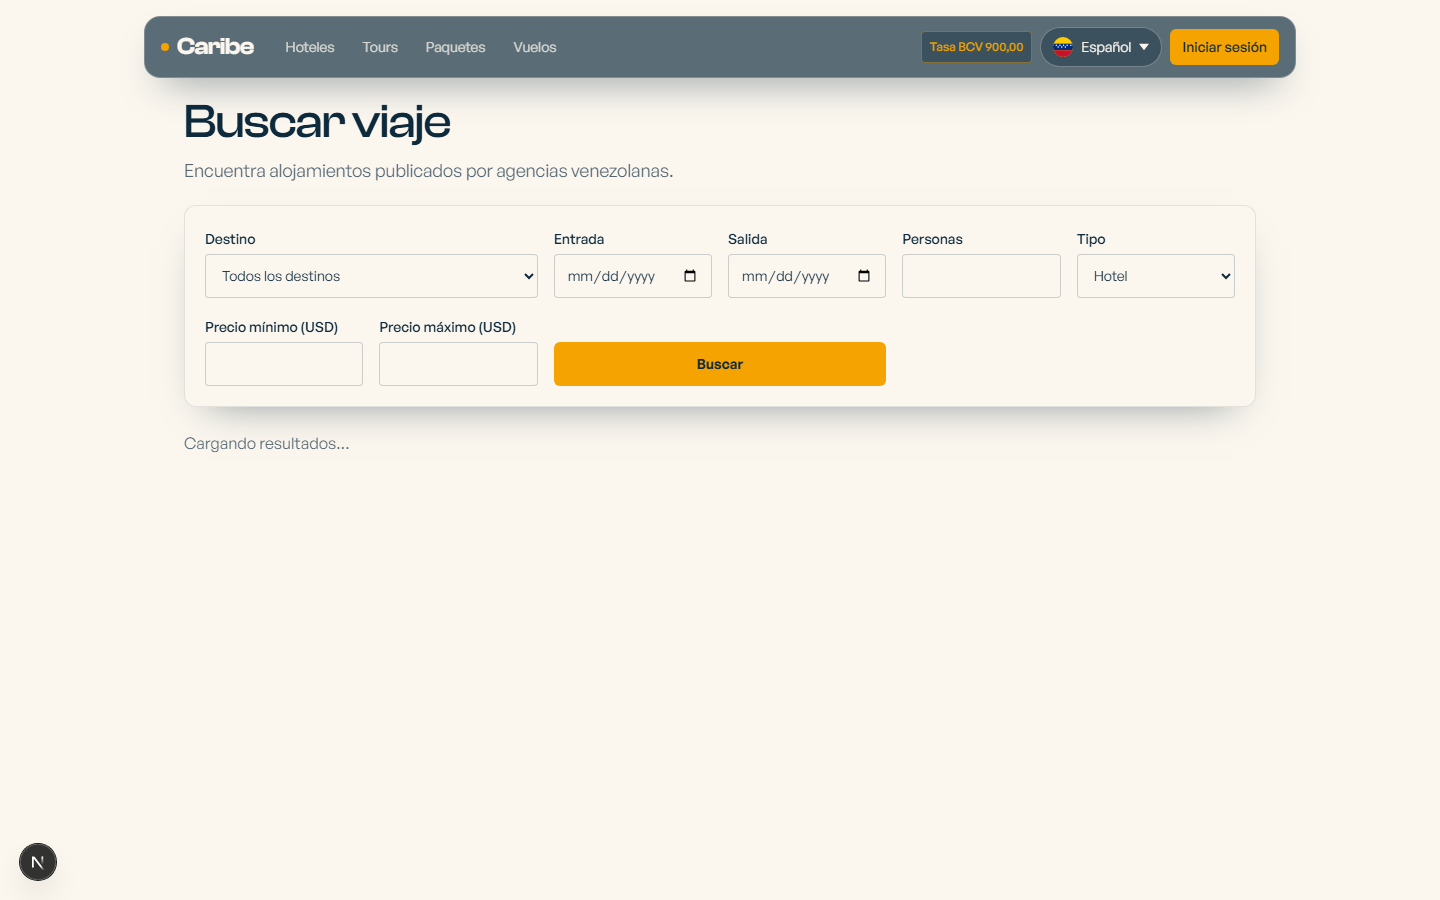 Caribe Hoteles Tours Paquetes Vuelos Tasa BCV 900,00 Español Iniciar sesión
Buscar viaje
Encuentra alojamientos publicados por agencias venezolanas.
Destino Entrada Salida Personas Tipo
Todos los destinos mm/dd/yyyy mm/dd/yyyy Hotel
Precio mínimo (USD) Precio máximo (USD)
Buscar
Cargando resultados...
N